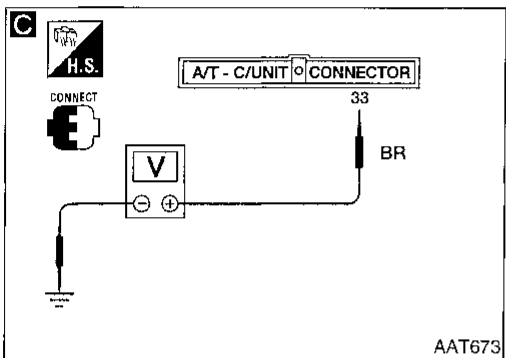 C
H.S.
CONNECT
A/T - C/UNIT CONNECTOR
33
BR
V
− +
AAT673